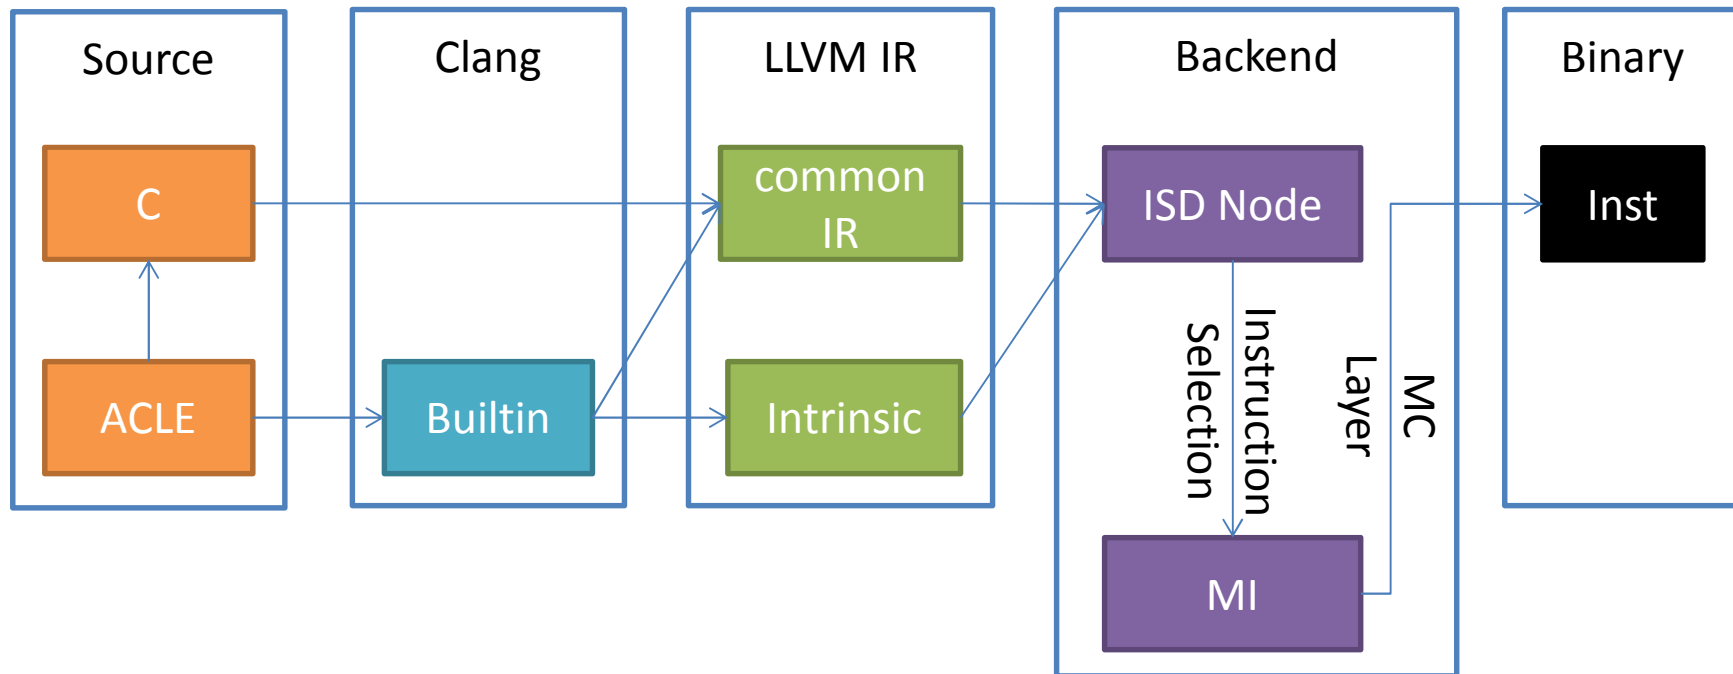 Source
Clang
LLVM IR
Backend
Binary
C
common
IR
ISD Node
Inst
ACLE
Builtin
Intrinsic
Instruction
Selection
MC
Layer
MI